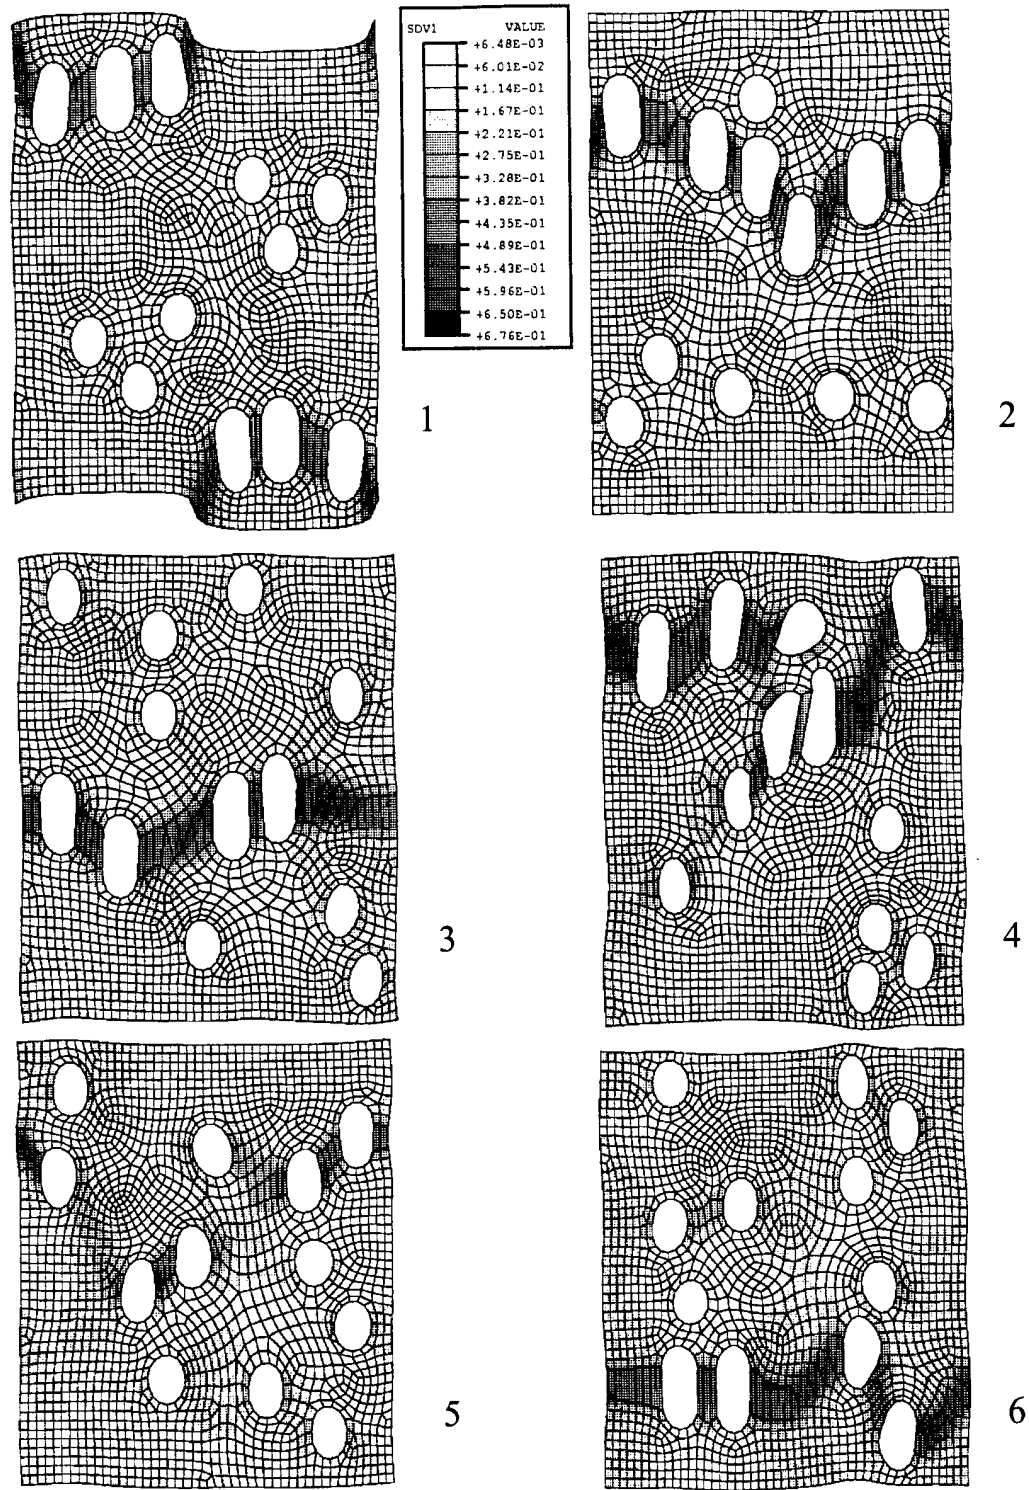 SDV1 VALUE
+6.48E-03
+6.01E-02
+1.14E-01
+1.67E-01
+2.21E-01
+2.75E-01
+3.28E-01
+3.82E-01
+4.35E-01
+4.89E-01
+5.43E-01
+5.96E-01
+6.50E-01
+6.76E-01
1
2
3
4
5
6